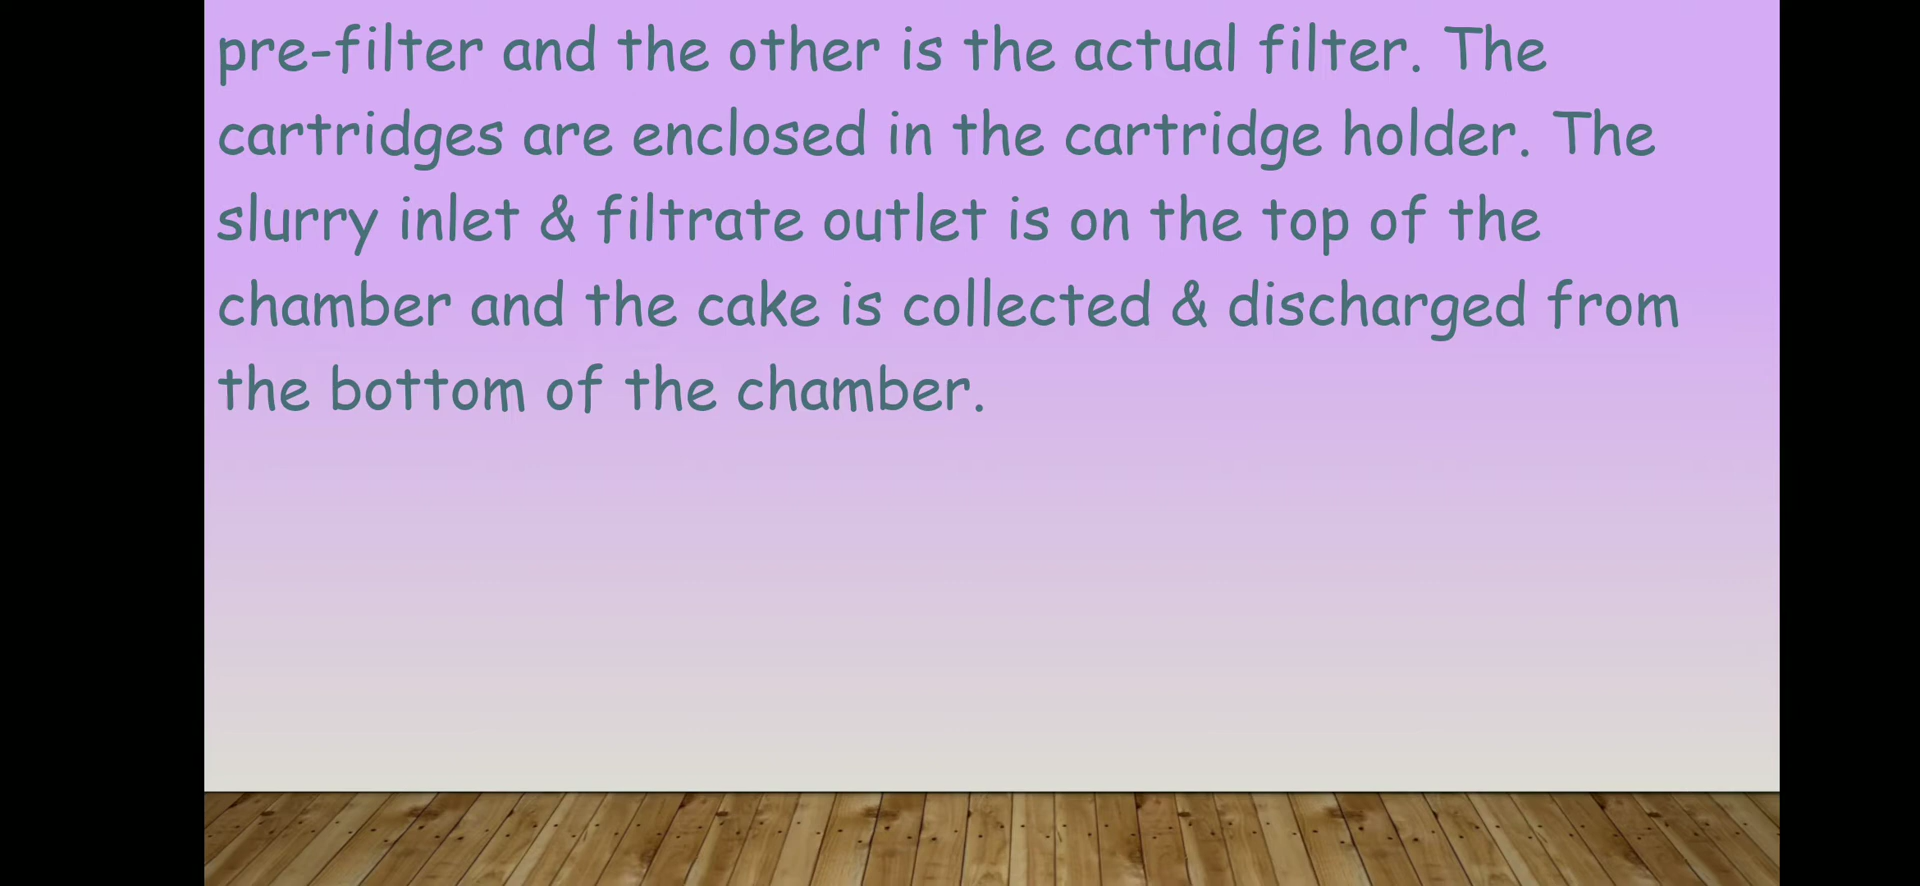 pre-filter and the other is the actual filter. The
cartridges are enclosed in the cartridge holder. The
slurry inlet & filtrate outlet is on the top of the
chamber and the cake is collected & discharged from
the bottom of the chamber.